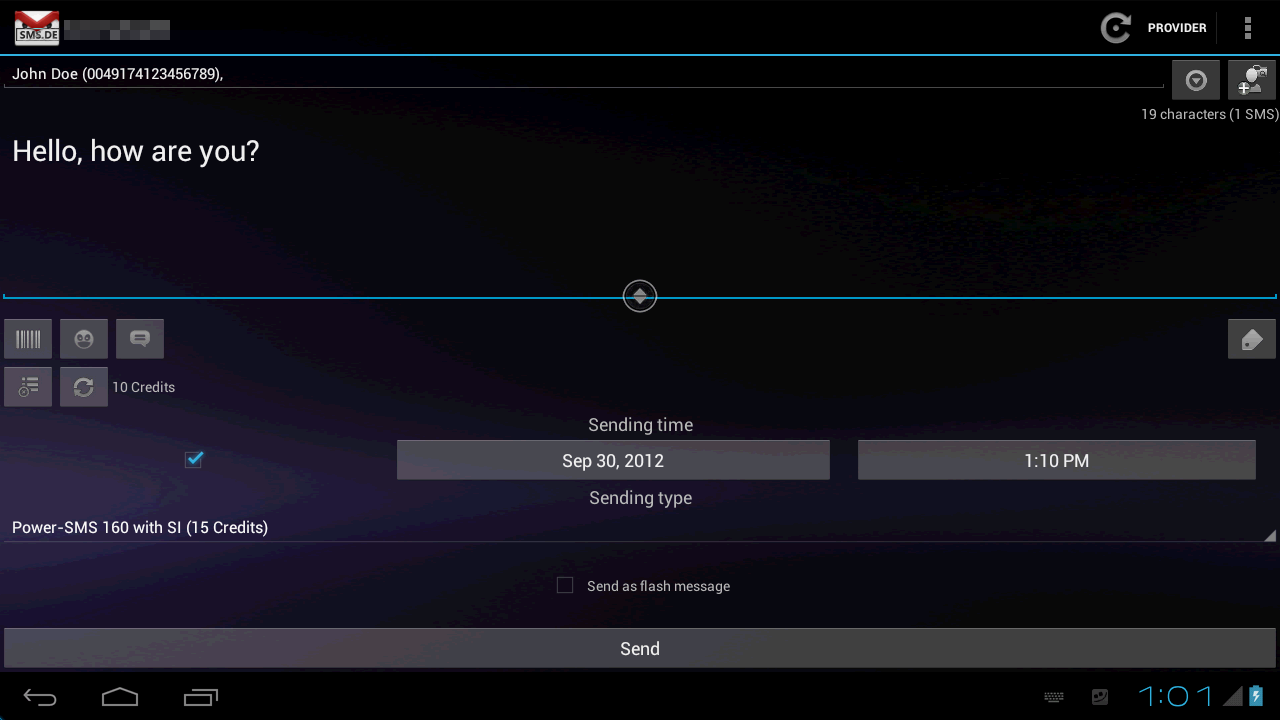 SMS.DE
PROVIDER
John Doe (0049174123456789),
19 characters (1 SMS)
Hello, how are you?
10 Credits
Sending time
Sep 30, 2012
1:10 PM
Sending type
Power-SMS 160 with SI (15 Credits)
Send as flash message
Send
1:01